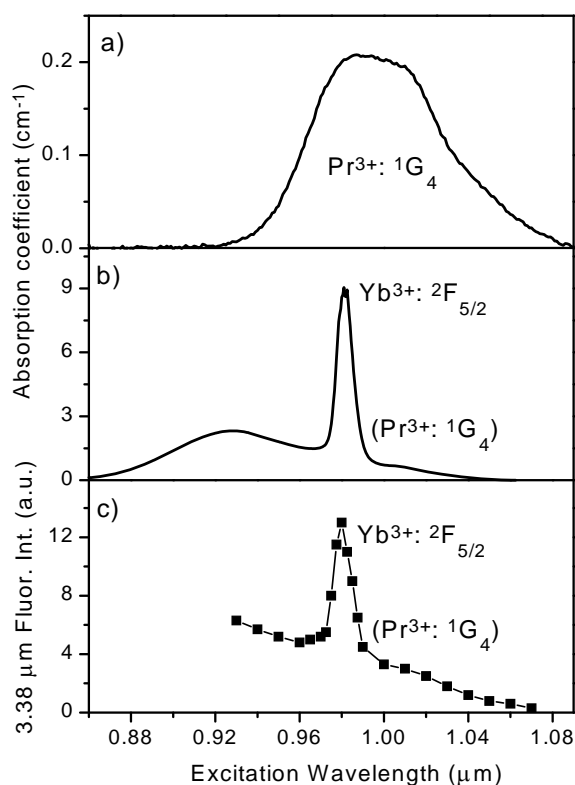 a)
Absorption coefficient (cm⁻¹)
0.2
0.1
0.0
Pr³⁺: ¹G₄
b)
9
6
3
0
Yb³⁺: ²F₅/₂
(Pr³⁺: ¹G₄)
c)
3.38 μm Fluor. Int. (a.u.)
12
8
4
0
Yb³⁺: ²F₅/₂
(Pr³⁺: ¹G₄)
0.88 0.92 0.96 1.00 1.04 1.08
Excitation Wavelength (μm)